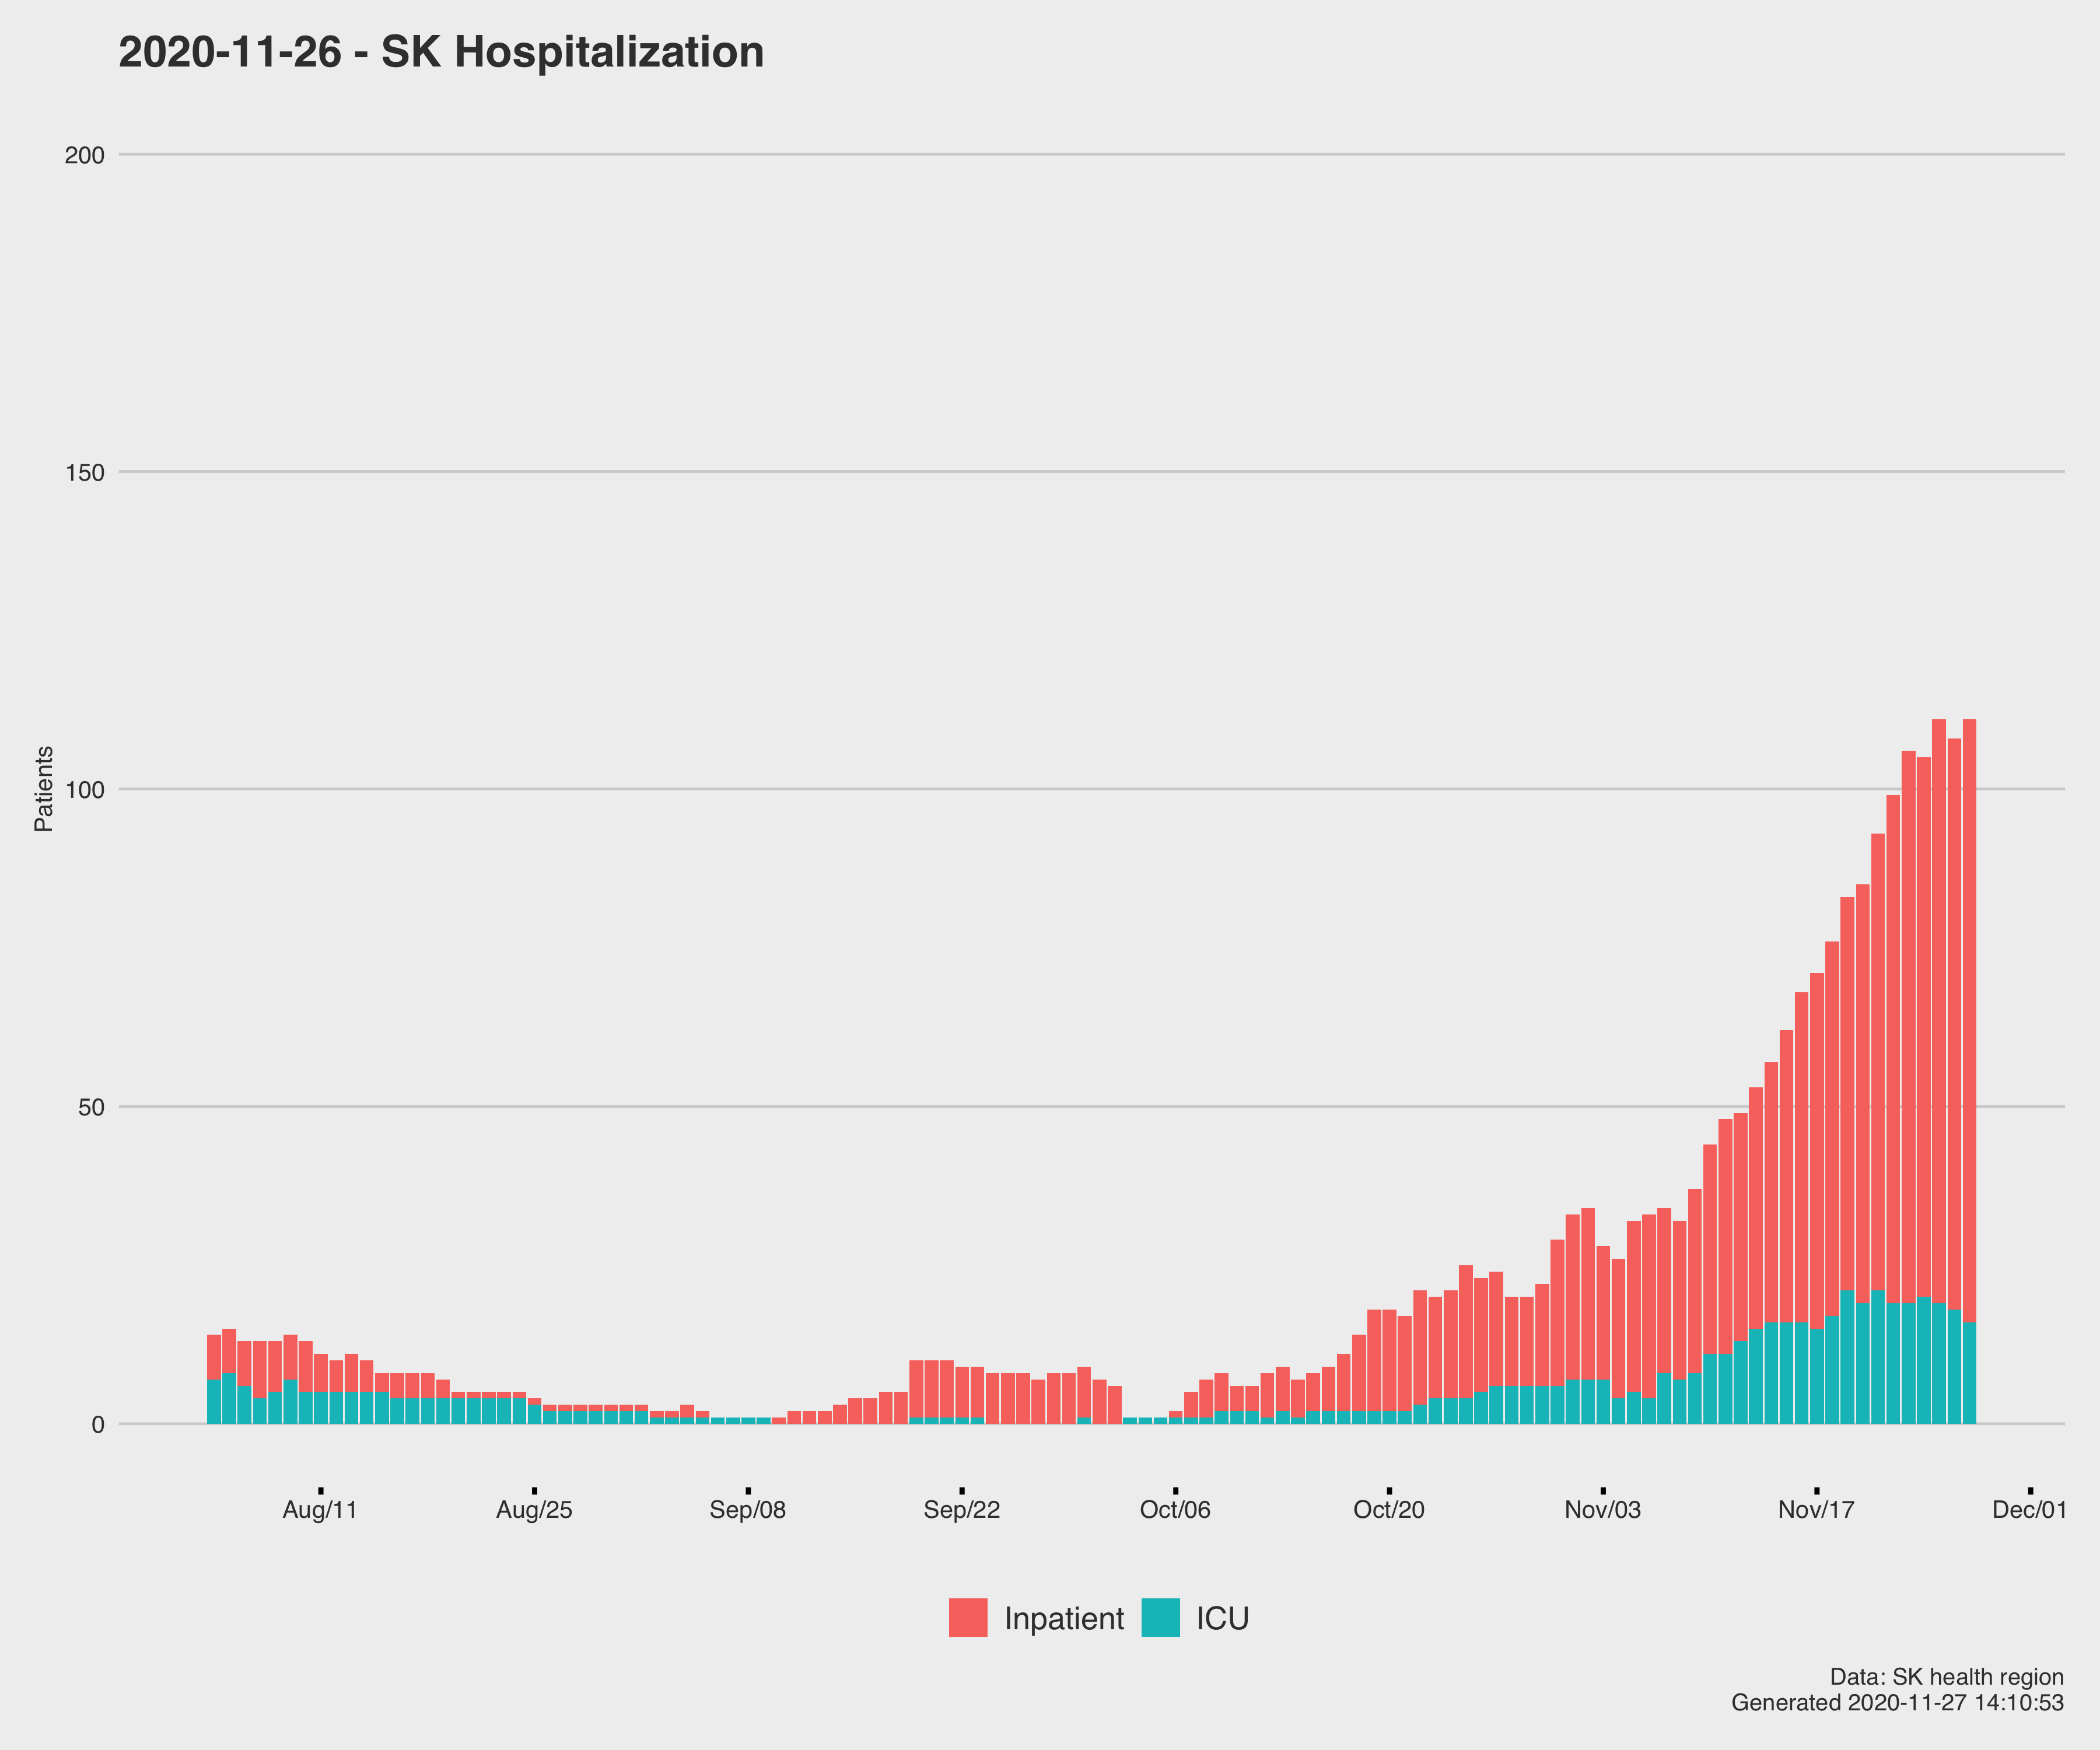 2020-11-26 - SK Hospitalization
200
150
100
50
0
Patients
Aug/11 Aug/25 Sep/08 Sep/22 Oct/06 Oct/20 Nov/03 Nov/17 Dec/01
Inpatient ICU
Data: SK health region
Generated 2020-11-27 14:10:53